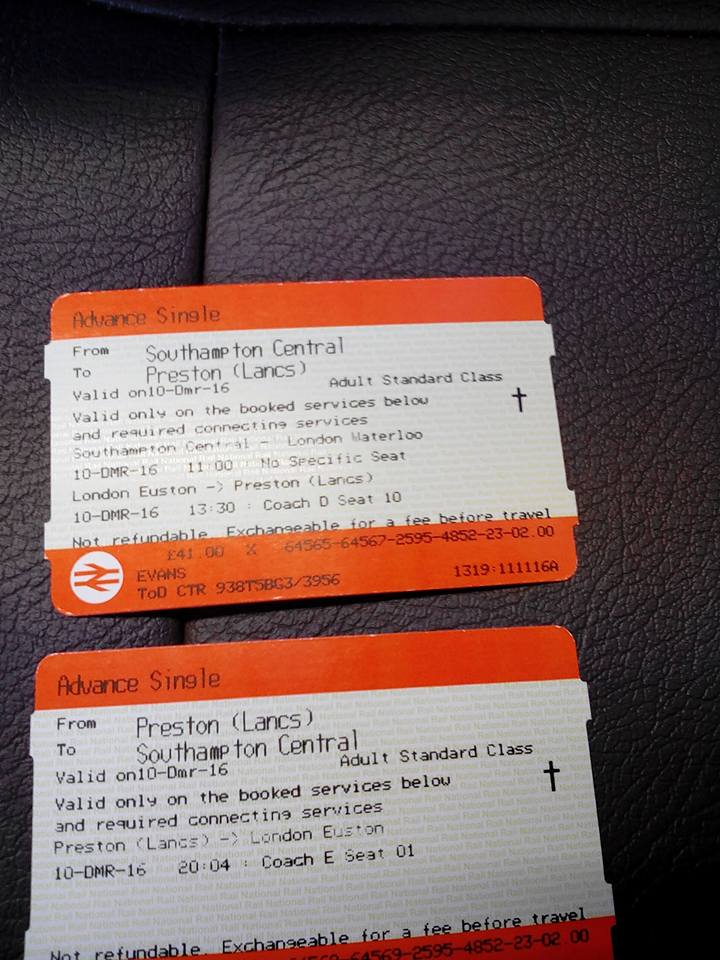 Advance Single
From Southampton Central
To Preston (Lancs)
Valid on10-Dmr-16 Adult Standard Class
Valid only on the booked services below
and required connecting services
Southampton Central - London Waterloo
10-DMR-16 11:00 No Specific Seat
London Euston -> Preston (Lancs)
10-DMR-16 13:30 : Coach D Seat 10
Not refundable. Exchangeable for a fee before travel
£41.00 X 64565-64567-2595-4852-23-02.00
EVANS
ToD CTR 938T5BG3/3956 1319:111116A
Advance Single
From Preston (Lancs)
To Southampton Central
Valid on10-Dmr-16 Adult Standard Class
Valid only on the booked services below
and required connecting services
Preston (Lancs) -> London Euston
10-DMR-16 20:04 : Coach E Seat 01
Not refundable. Exchangeable for a fee before travel
64569-2595-4852-23-02.00